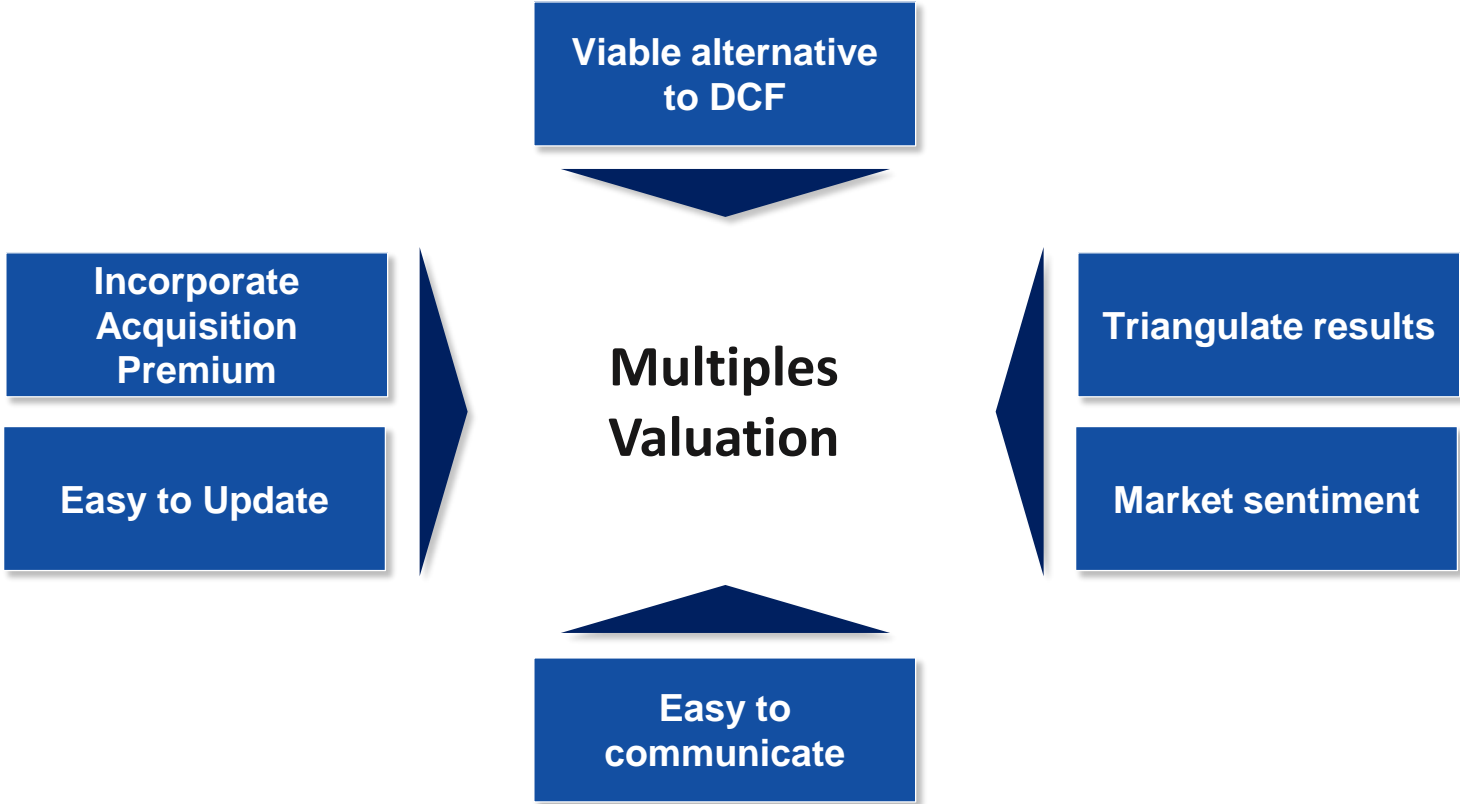 Viable alternative
to DCF
Incorporate
Acquisition
Premium
Easy to Update
Multiples
Valuation
Triangulate results
Market sentiment
Easy to
communicate